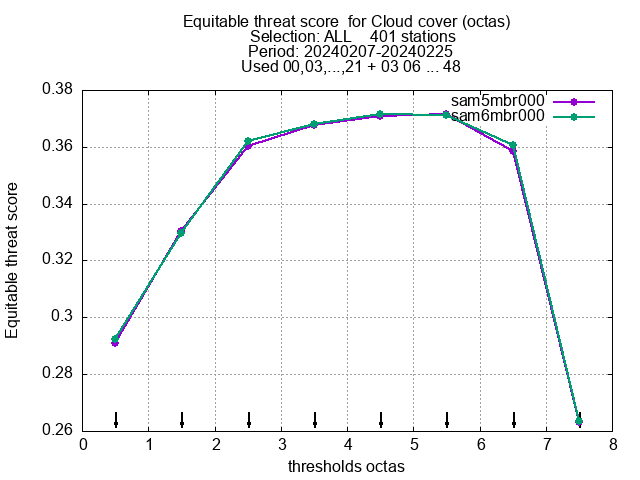 Equitable threat score  for Cloud cover (octas)
Selection: ALL    401 stations
Period: 20240207-20240225
Used 00,03,...,21 + 03 06 ... 48
sam5mbr000
sam6mbr000
Equitable threat score
0.38
0.36
0.34
0.32
0.3
0.28
0.26
0 1 2 3 4 5 6 7 8
thresholds octas